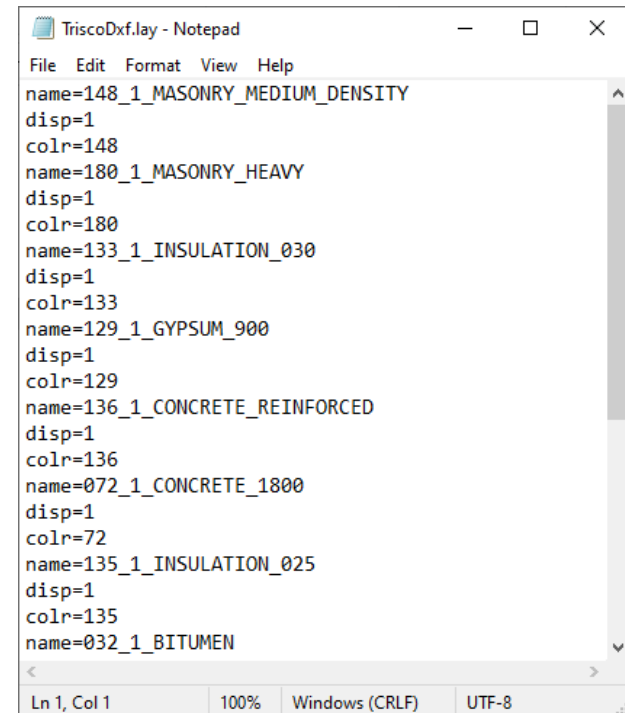 TriscoDxf.lay - Notepad
File Edit Format View Help
name=148_1_MASONRY_MEDIUM_DENSITY
disp=1
colr=148
name=180_1_MASONRY_HEAVY
disp=1
colr=180
name=133_1_INSULATION_030
disp=1
colr=133
name=129_1_GYPSUM_900
disp=1
colr=129
name=136_1_CONCRETE_REINFORCED
disp=1
colr=136
name=072_1_CONCRETE_1800
disp=1
colr=72
name=135_1_INSULATION_025
disp=1
colr=135
name=032_1_BITUMEN
Ln 1, Col 1 100% Windows (CRLF) UTF-8